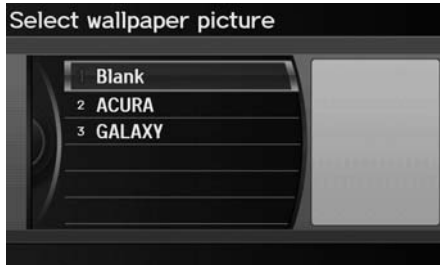 Select wallpaper picture
1 Blank
2 ACURA
3 GALAXY